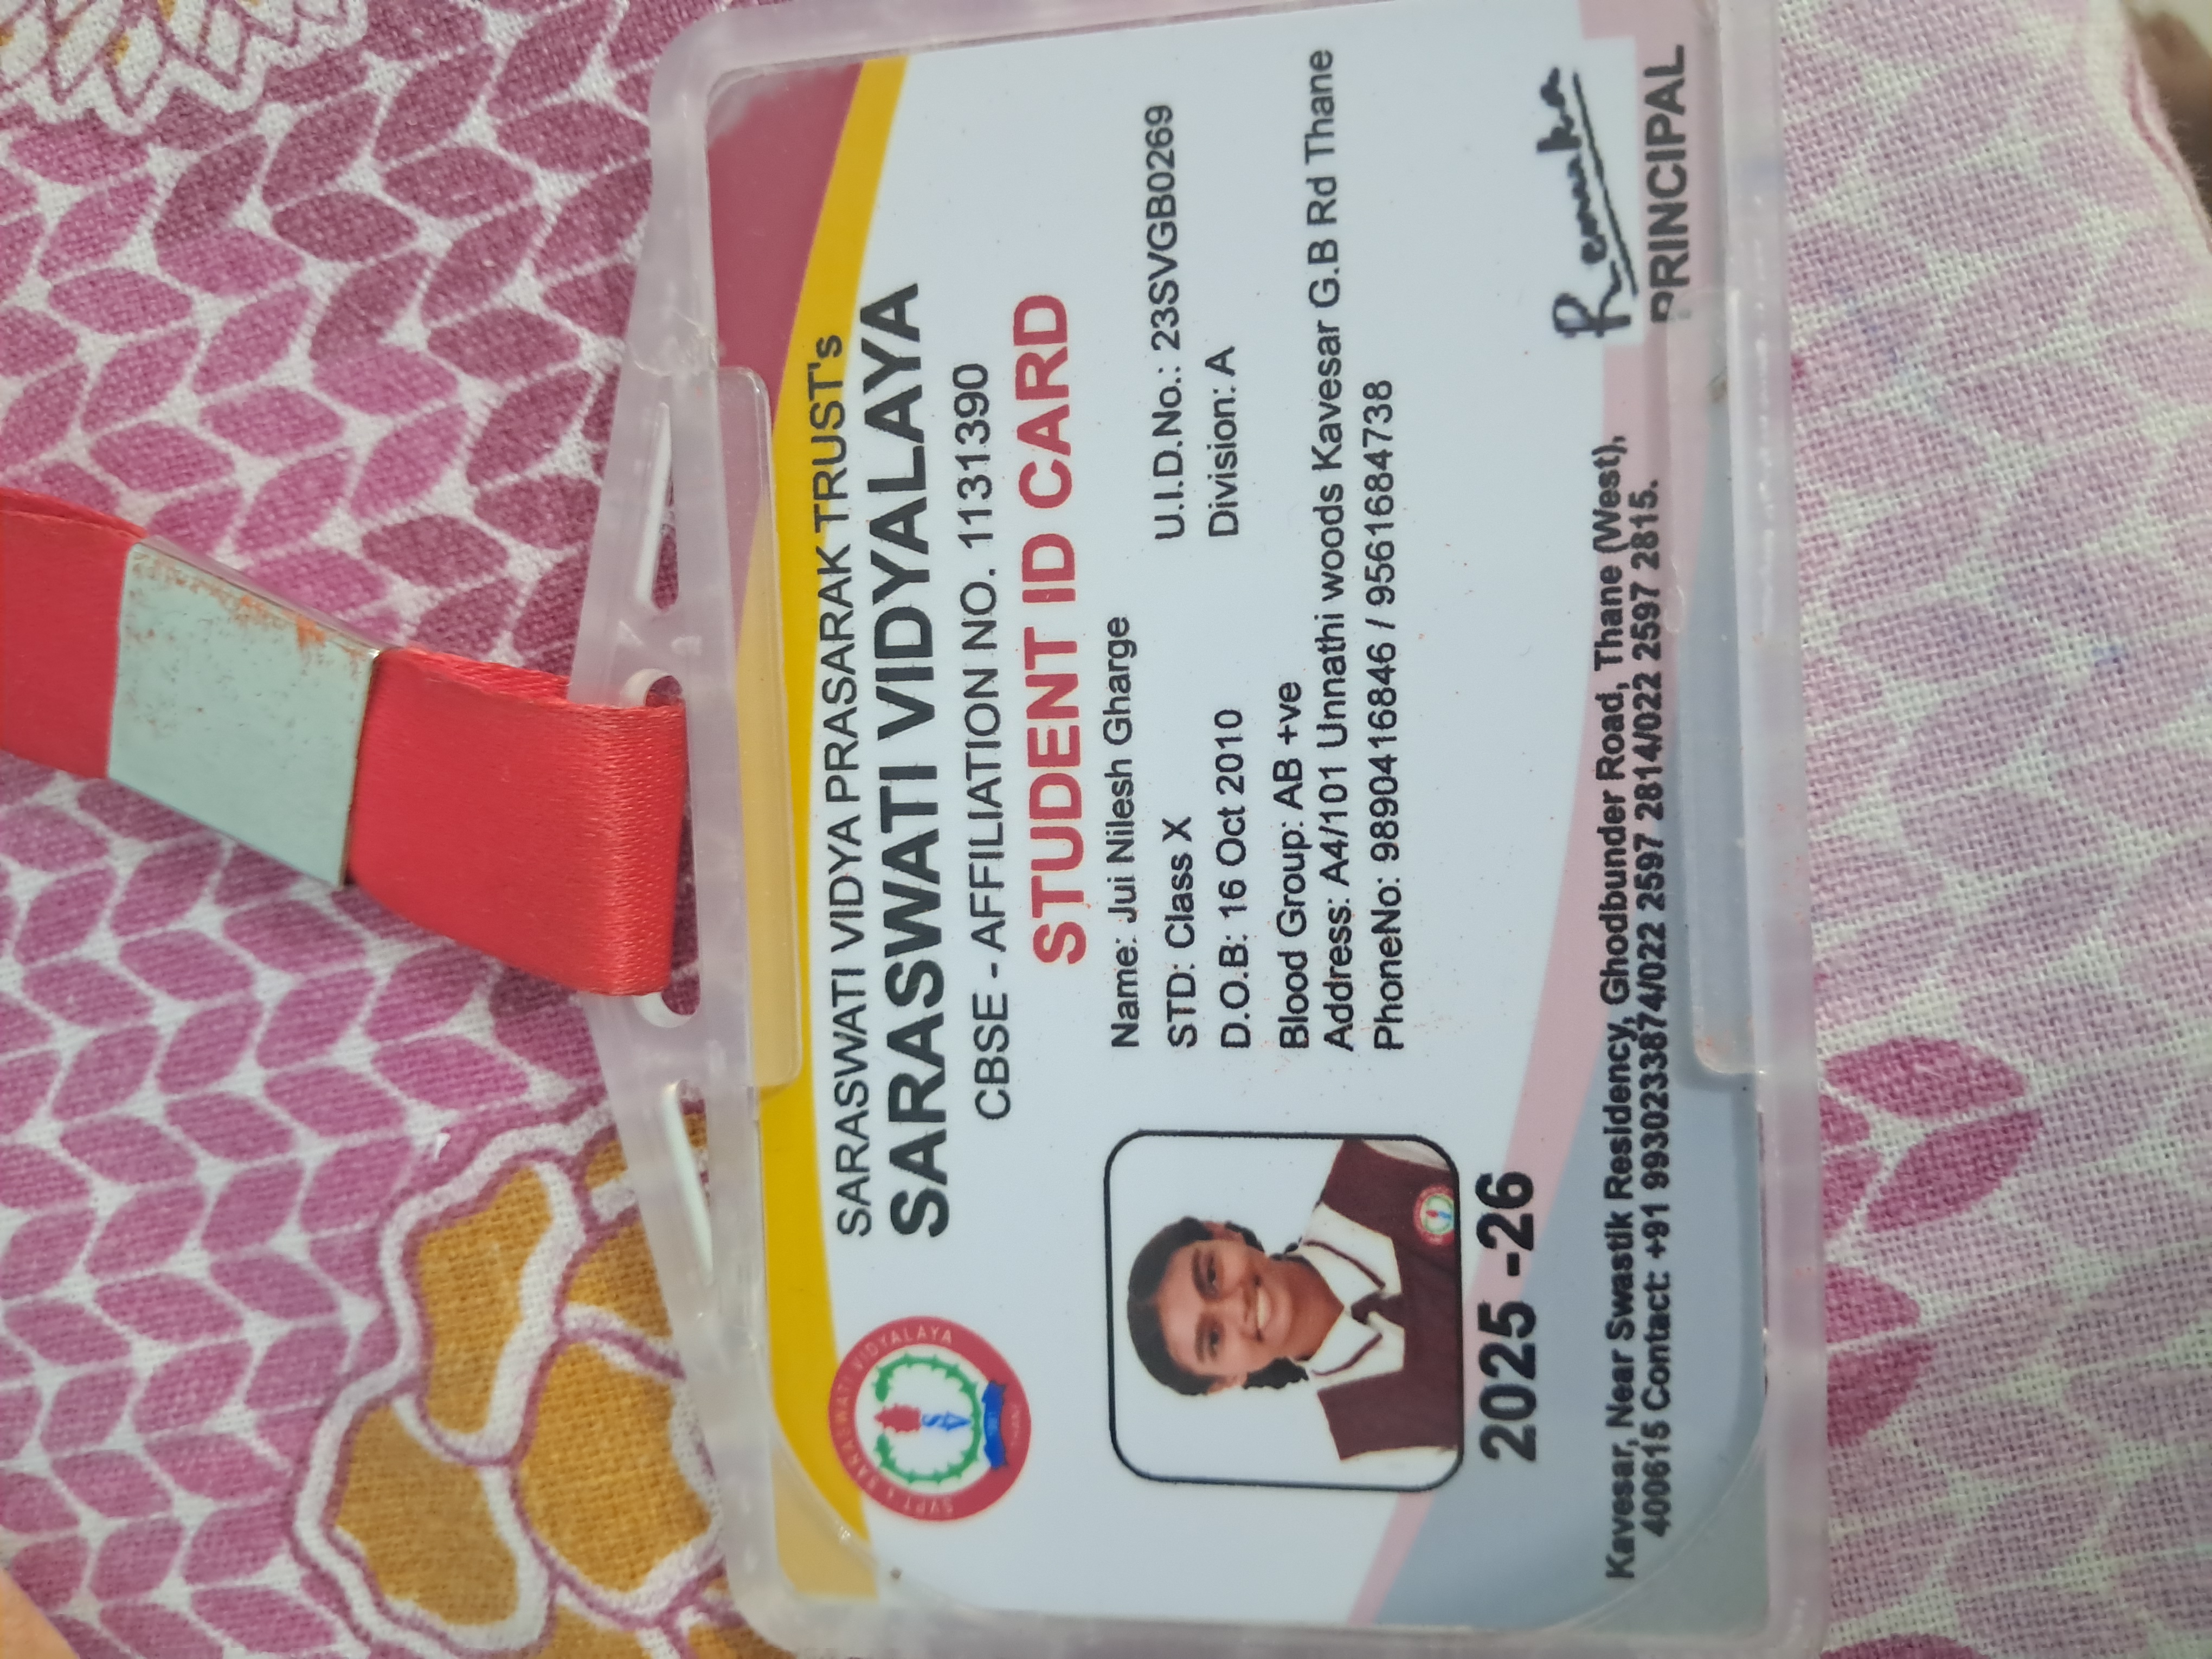 SARASWATI VIDYA PRASARAK TRUST's
SARASWATI VIDYALAYA
CBSE - AFFILIATION NO. 1131390
STUDENT ID CARD
Name: Jui Nilesh Gharge
STD: Class X U.I.D.No.: 23SVGB0269
D.O.B: 16 Oct 2010 Division: A
Blood Group: AB +ve
Address: A4/101 Unnathi woods Kavesar G.B Rd Thane
PhoneNo: 9890416846 / 9561684738
2025 -26
Renuka
PRINCIPAL
Kavesar, Near Swastik Residency, Ghodbunder Road, Thane (West),
400615 Contact: +91 9930233874/022 2597 2814/022 2597 2815.